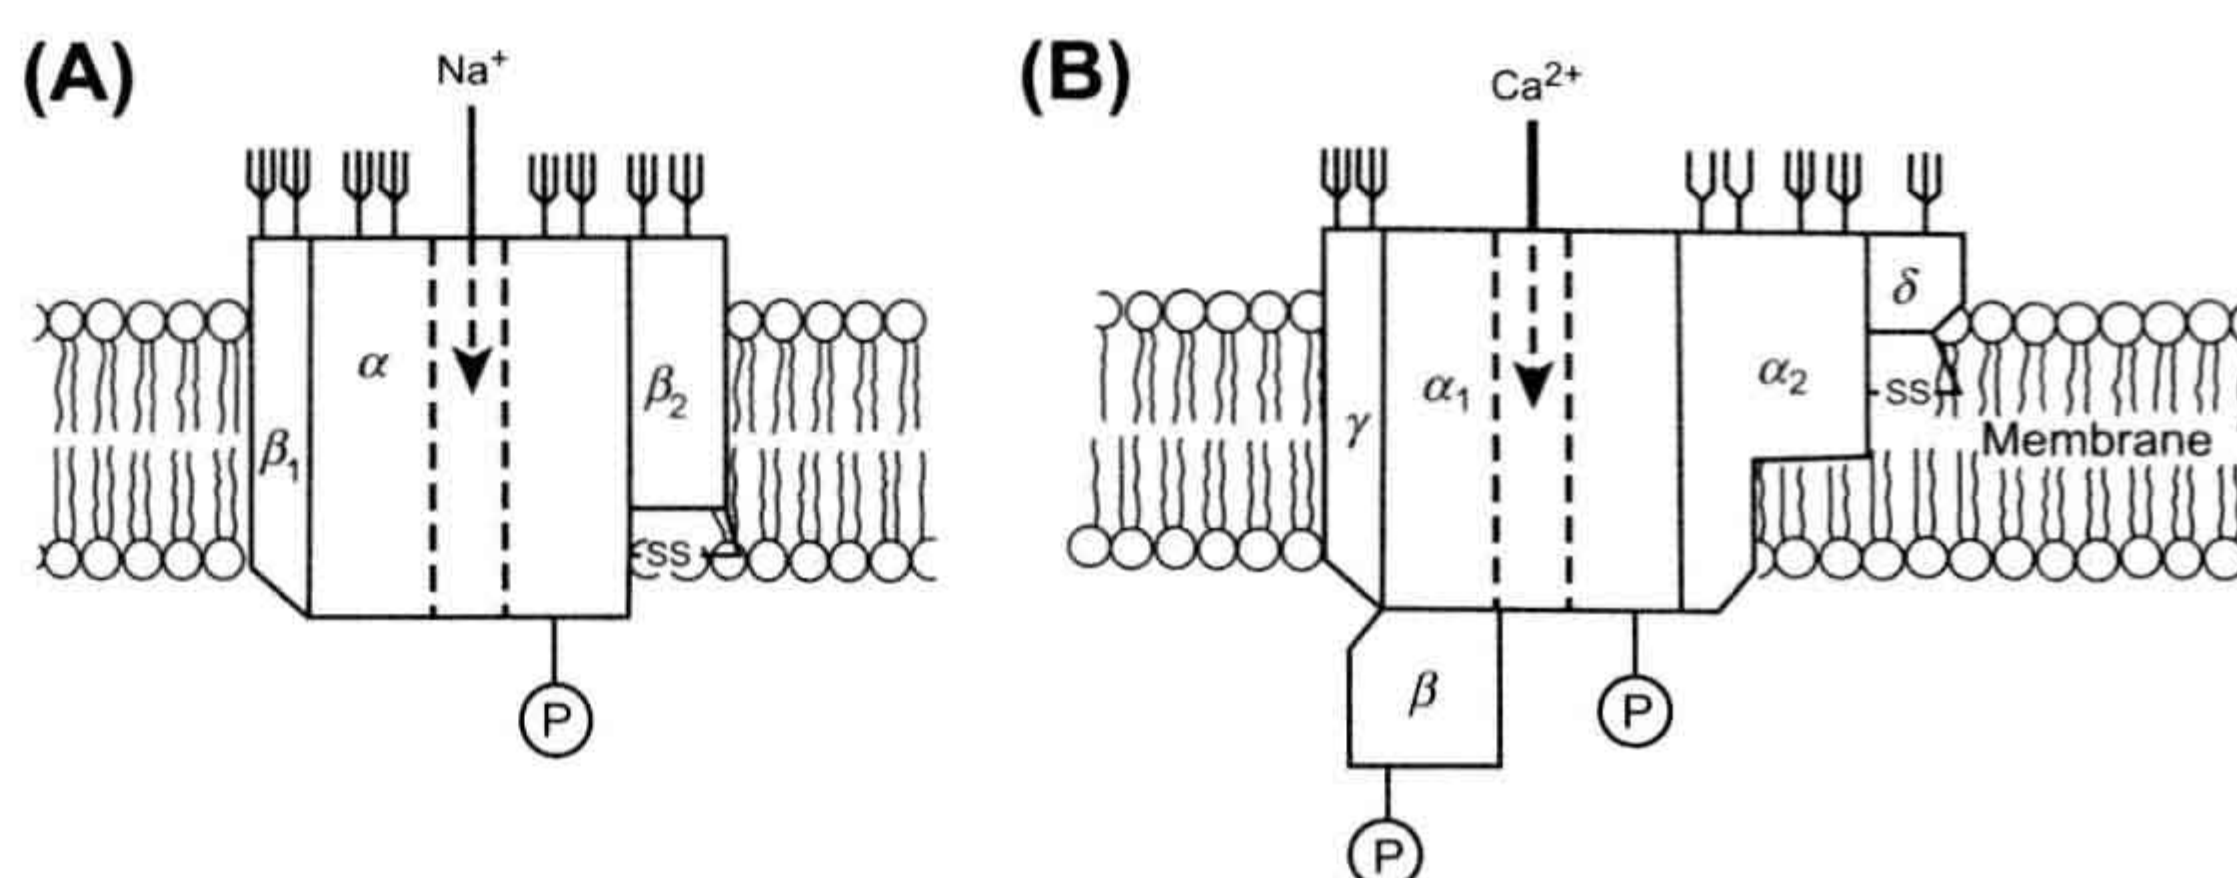 (A)
Na⁺
α
β₁
β₂
SS
P
(B)
Ca²⁺
γ
α₁
α₂
δ
SS
Membrane
β
P
P